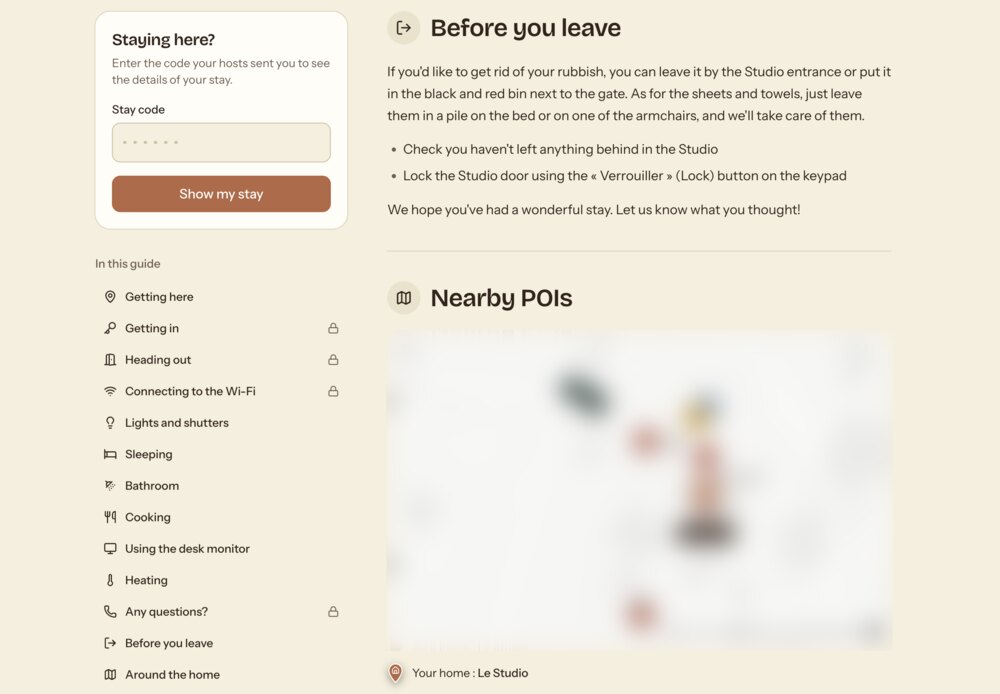 Staying here?
Enter the code your hosts sent you to see
the details of your stay.
Stay code
Show my stay
In this guide
Getting here
Getting in
Heading out
Connecting to the Wi-Fi
Lights and shutters
Sleeping
Bathroom
Cooking
Using the desk monitor
Heating
Any questions?
Before you leave
Around the home
Before you leave
If you'd like to get rid of your rubbish, you can leave it by the Studio entrance or put it
in the black and red bin next to the gate. As for the sheets and towels, just leave
them in a pile on the bed or on one of the armchairs, and we'll take care of them.
• Check you haven't left anything behind in the Studio
• Lock the Studio door using the « Verrouiller » (Lock) button on the keypad
We hope you've had a wonderful stay. Let us know what you thought!
Nearby POIs
Your home : Le Studio